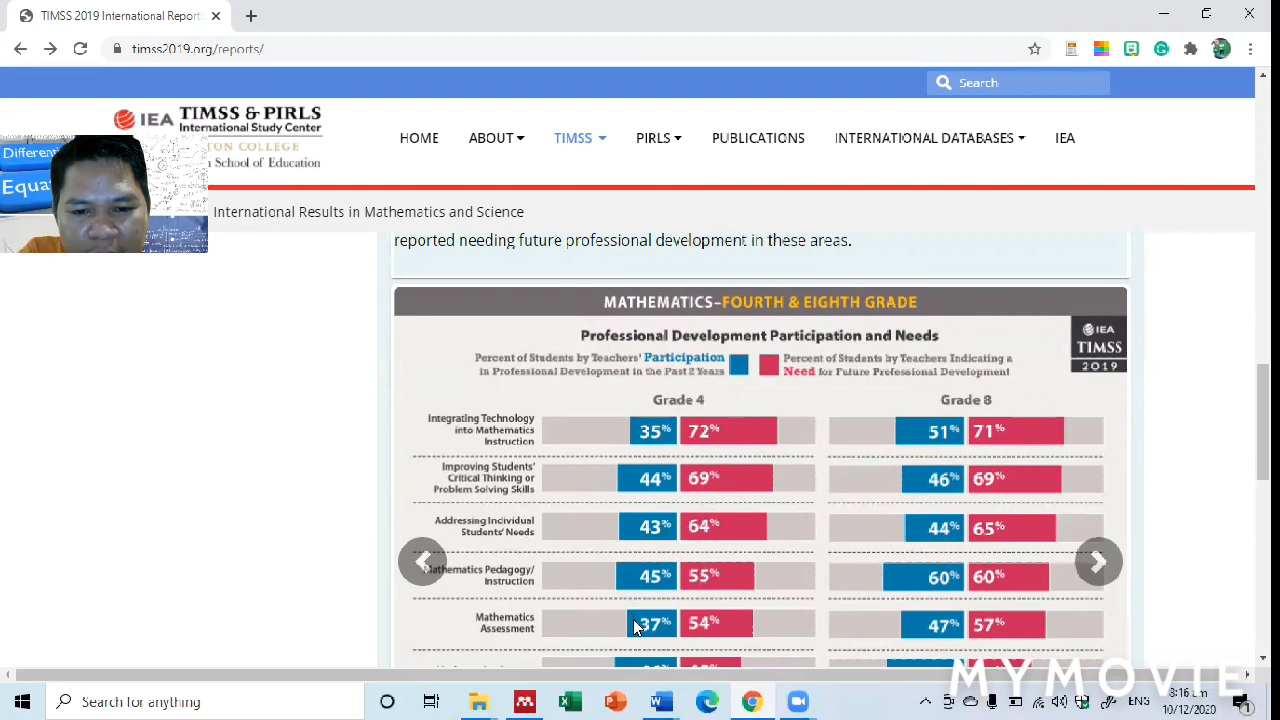 TIMSS 2019 International Reports
timss2019.org/reports/
Search
IEA TIMSS & PIRLS
International Study Center
TON COLLEGE
School of Education
HOME ABOUT TIMSS PIRLS PUBLICATIONS INTERNATIONAL DATABASES IEA
Differenti
Equa
International Results in Mathematics and Science
reported needing future professional development in these areas.
MATHEMATICS–FOURTH & EIGHTH GRADE
Professional Development Participation and Needs
IEA
TIMSS
2019
Percent of Students by Teachers' Participation
in Professional Development in the Past 2 Years
Percent of Students by Teachers Indicating a
Need for Future Professional Development
Grade 4 Grade 8
Integrating Technology
into Mathematics
Instruction
35% 72% 51% 71%
Improving Students'
Critical Thinking or
Problem Solving Skills
44% 69% 46% 69%
Addressing Individual
Students' Needs
43% 64% 44% 65%
Mathematics Pedagogy/
Instruction
45% 55% 60% 60%
Mathematics
Assessment
37% 54% 47% 57%
MYMOVIE
Search for anything
ENG
10/12/2020